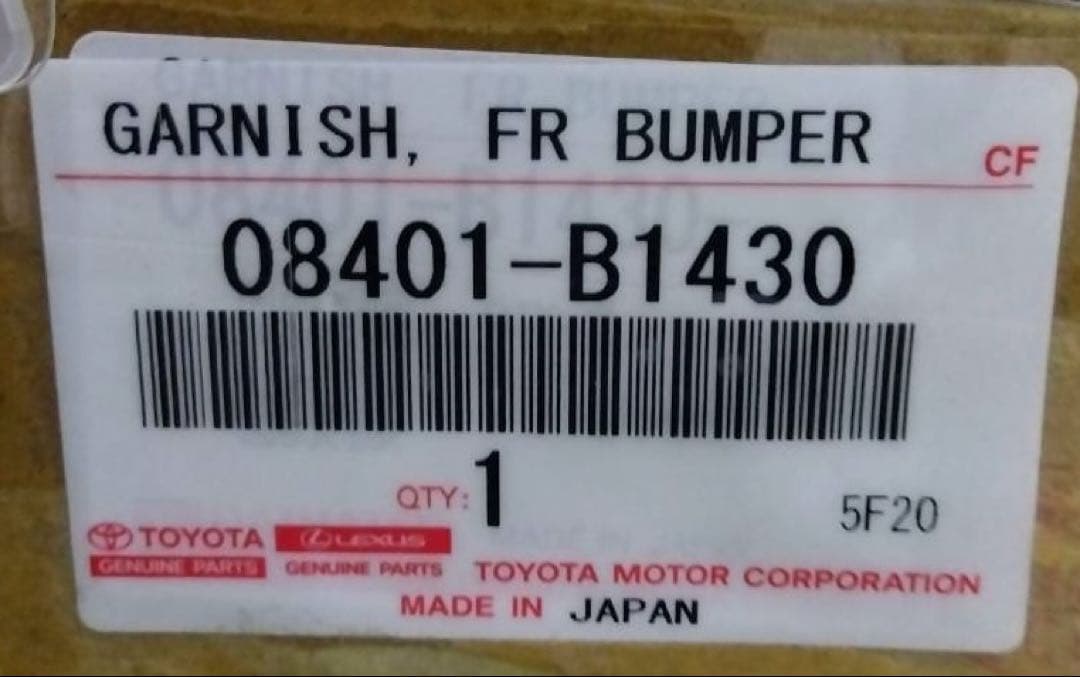 GARNISH, FR BUMPER
CF
08401-B1430
QTY: 1
5F20
TOYOTA LEXUS
GENUINE PARTS GENUINE PARTS TOYOTA MOTOR CORPORATION
MADE IN JAPAN